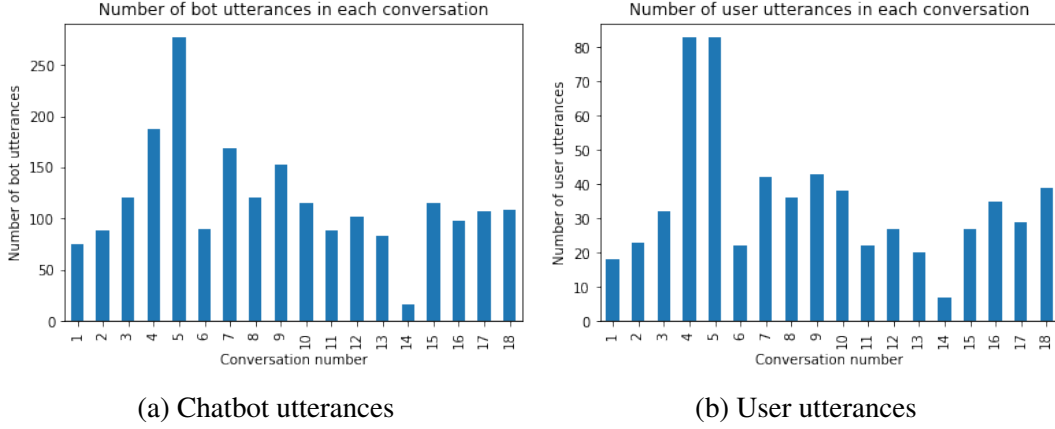 Number of bot utterances in each conversation
Number of bot utterances
250
200
150
100
50
0
1 2 3 4 5 6 7 8 9 10 11 12 13 14 15 16 17 18
Conversation number
(a) Chatbot utterances
Number of user utterances in each conversation
Number of user utterances
80
70
60
50
40
30
20
10
0
1 2 3 4 5 6 7 8 9 10 11 12 13 14 15 16 17 18
Conversation number
(b) User utterances